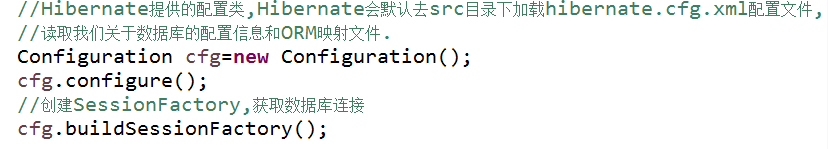 //Hibernate提供的配置类,Hibernate会默认去src目录下加载hibernate.cfg.xml配置文件,
//读取我们关于数据库的配置信息和ORM映射文件.
Configuration cfg=new Configuration();
cfg.configure();
//创建SessionFactory,获取数据库连接
cfg.buildSessionFactory();